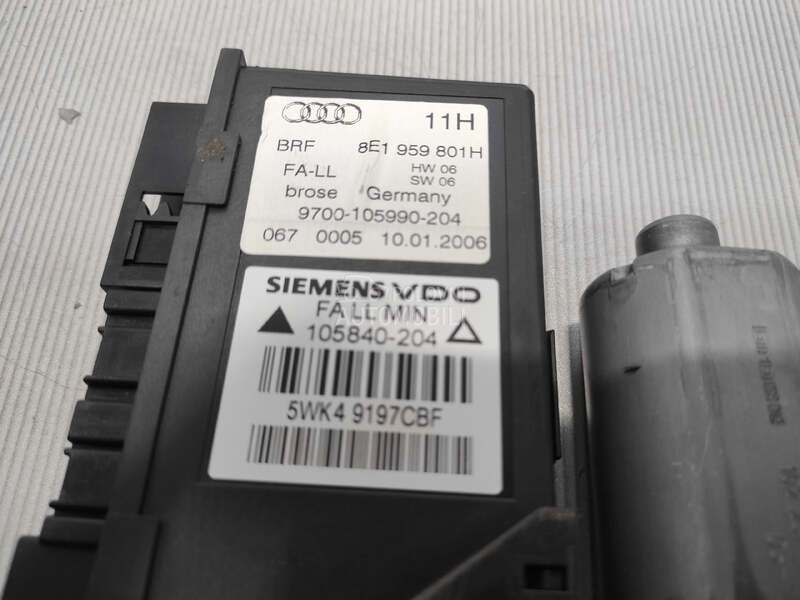 11H
BRF 8E1 959 801H
FA-LL HW 06
SW 06
brose Germany
9700-105990-204
067 0005 10.01.2006
SIEMENS VDO
FA LL MIN
105840-204
5WK4 9197CBF